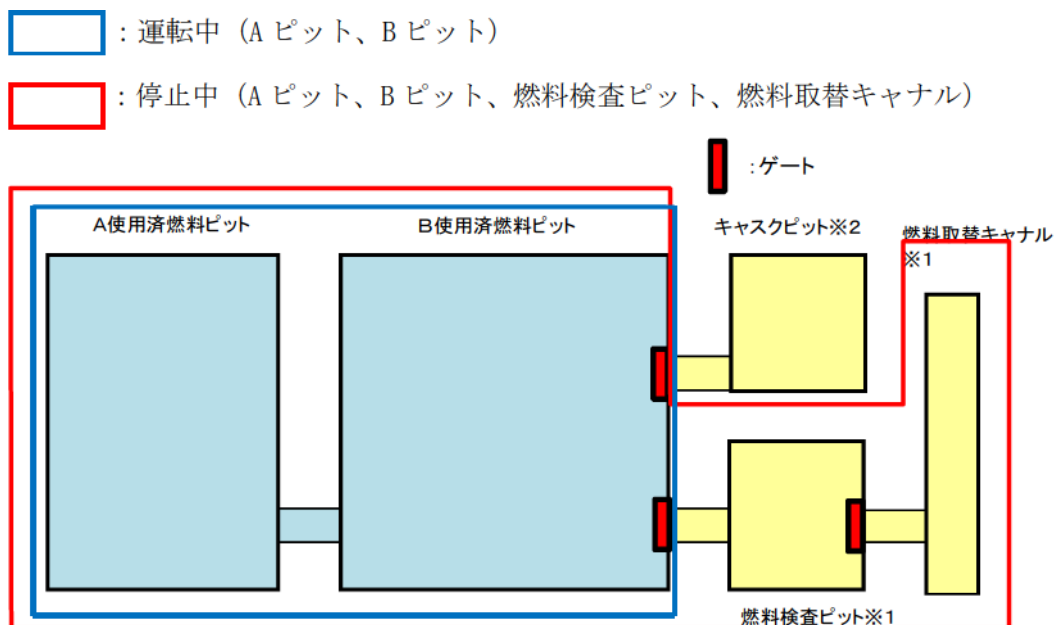 ：運転中（A ピット、B ピット）
：停止中（A ピット、B ピット、燃料検査ピット、燃料取替キャナル）
：ゲート
A使用済燃料ピット
B使用済燃料ピット
キャスクピット※2
燃料取替キャナル
※1
燃料検査ピット※1